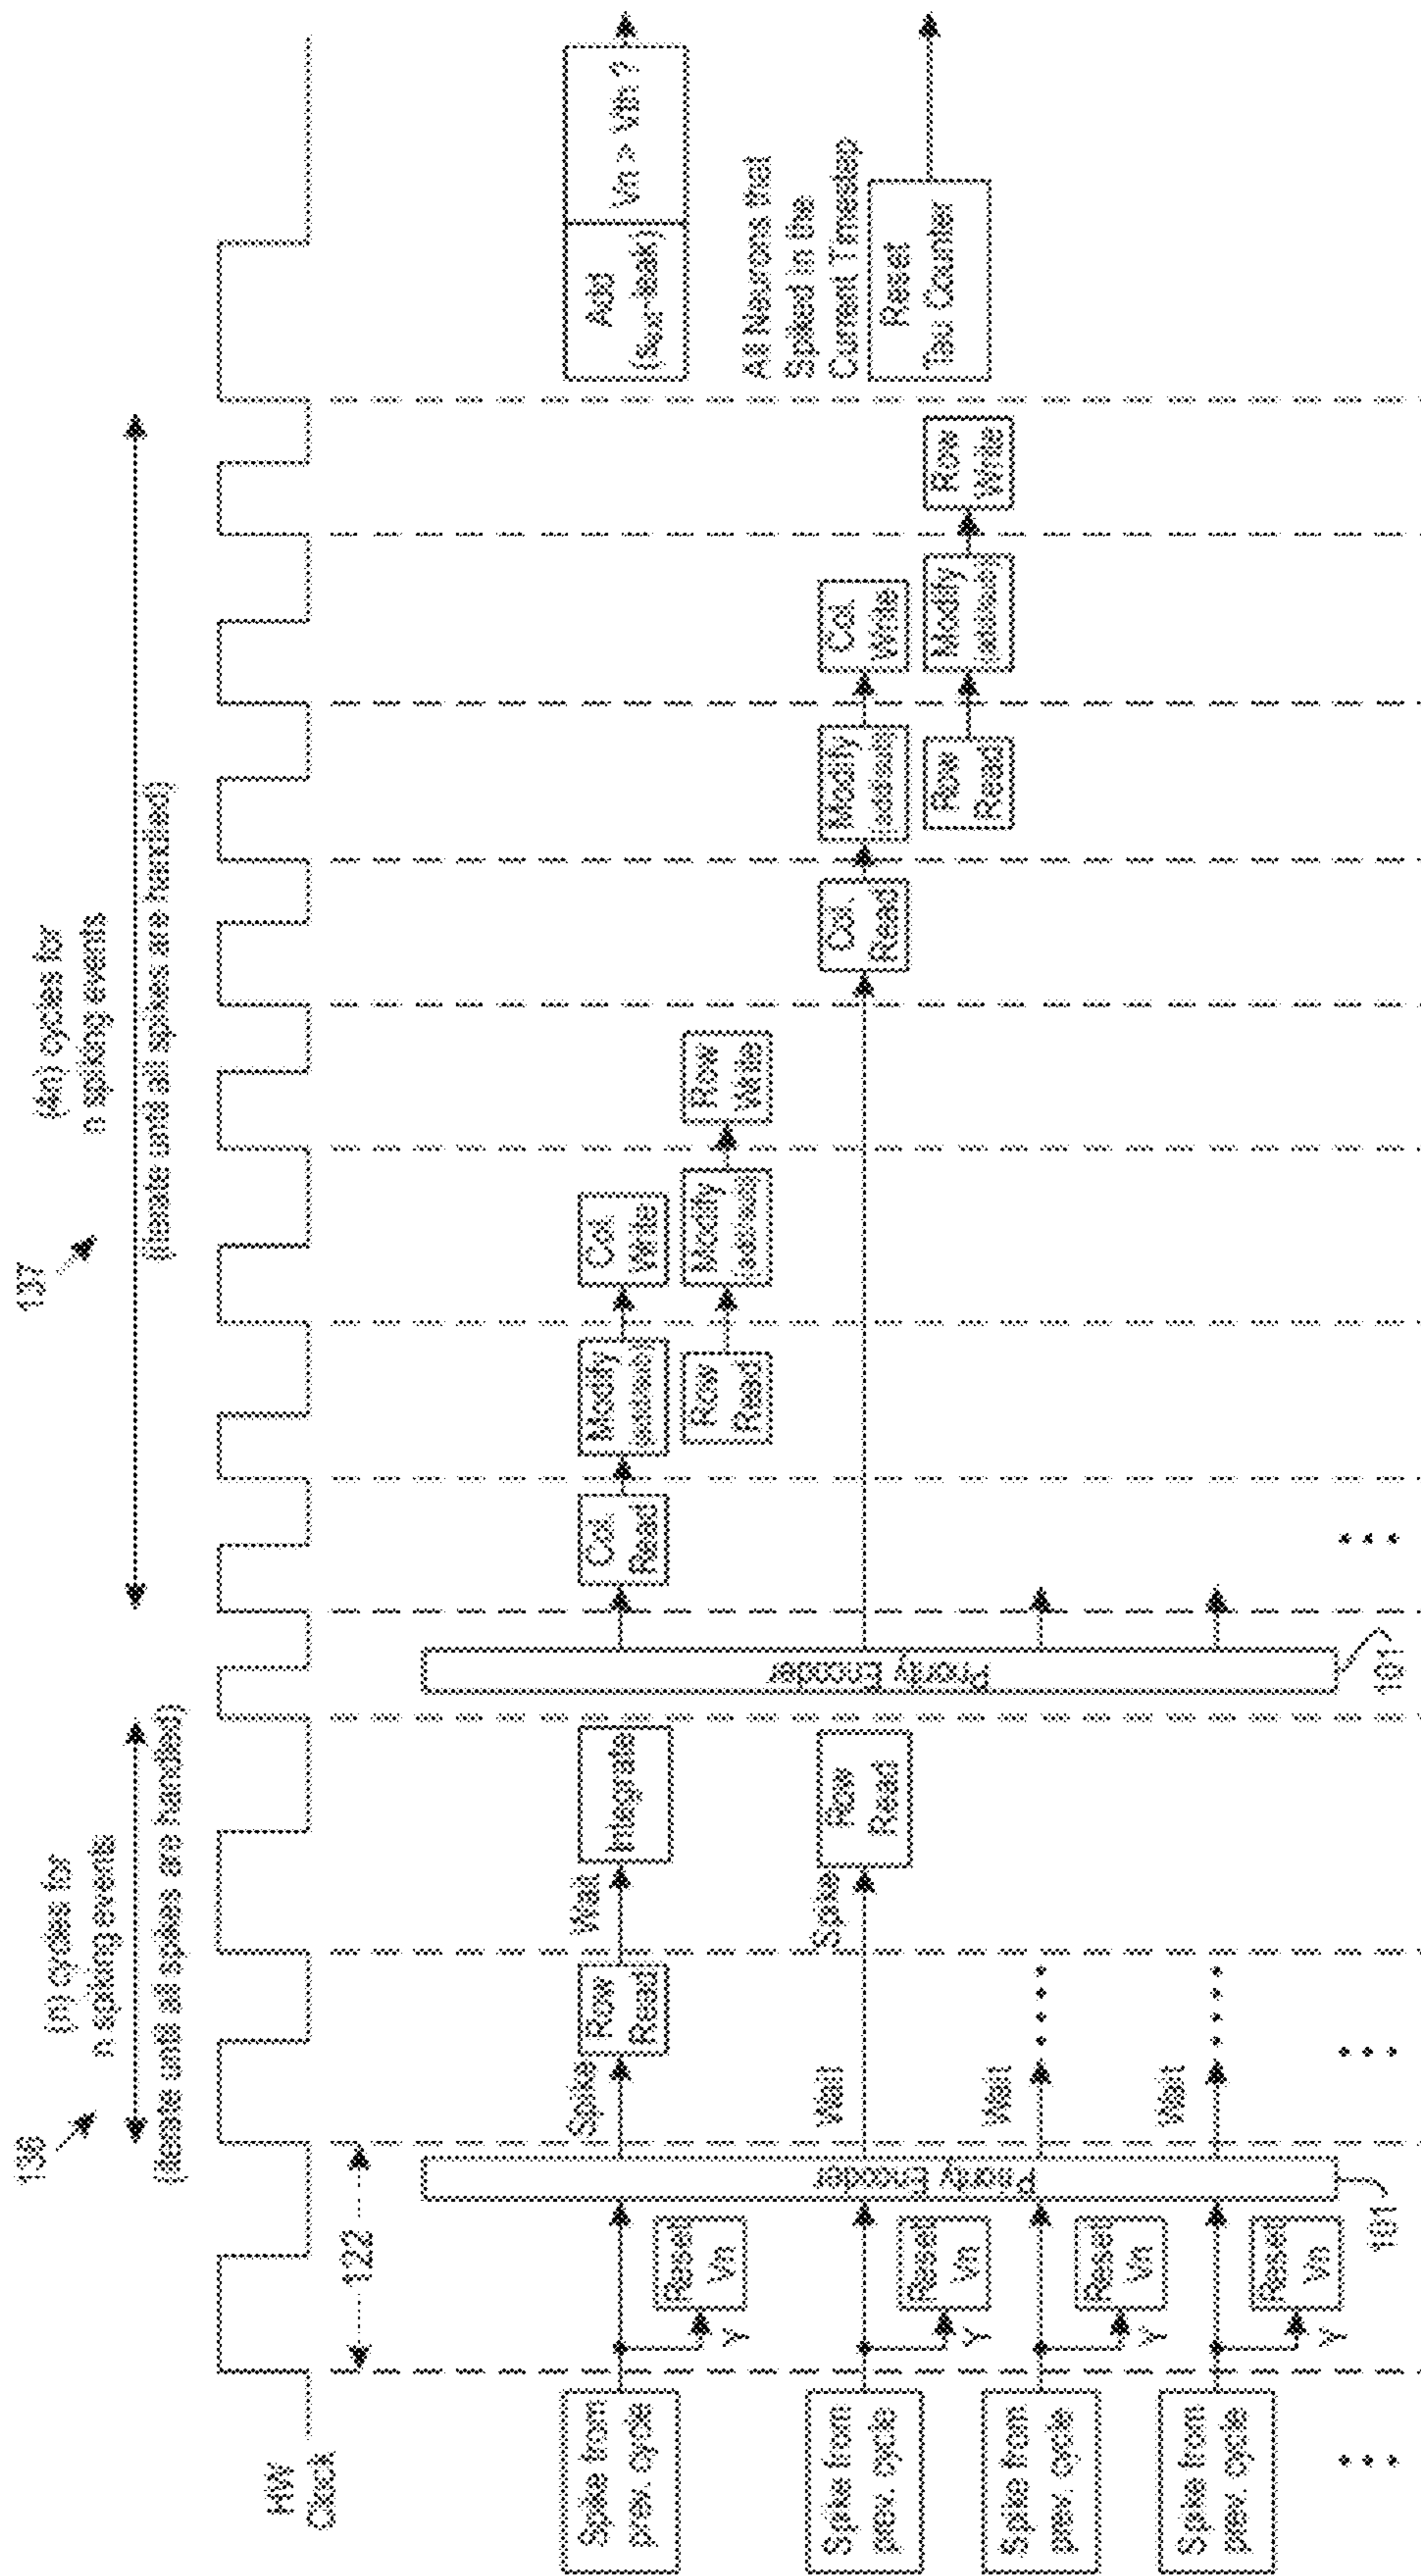 (n) cycles for
n spiking events
(iterate until all spikes are handled)
137
(4n) cycles for
n spiking events
(iterate until all spikes are handled)
HW
Clock
122
Spike from
prev. cycle
Y
Reset
Vn
Spike
Row
Read
Wait
Integrate
Col.
Read
Modify
Col.
Write
Row
Read
Modify
Row
Write
Add
Vn > Vth ?
All Neurons that
Spiked in the
Current Timestep
Reset
Tau Counter
Spike from
prev. cycle
Y
Reset
Vn
Wait
Spike
Row
Read
Col.
Read
Modify
Col.
Write
Row
Read
Modify
Row
Write
Spike from
prev. cycle
Y
Reset
Vn
Wait
Spike from
prev. cycle
Y
Reset
Vn
Wait
Priority Encoder
101
Priority Encoder
101